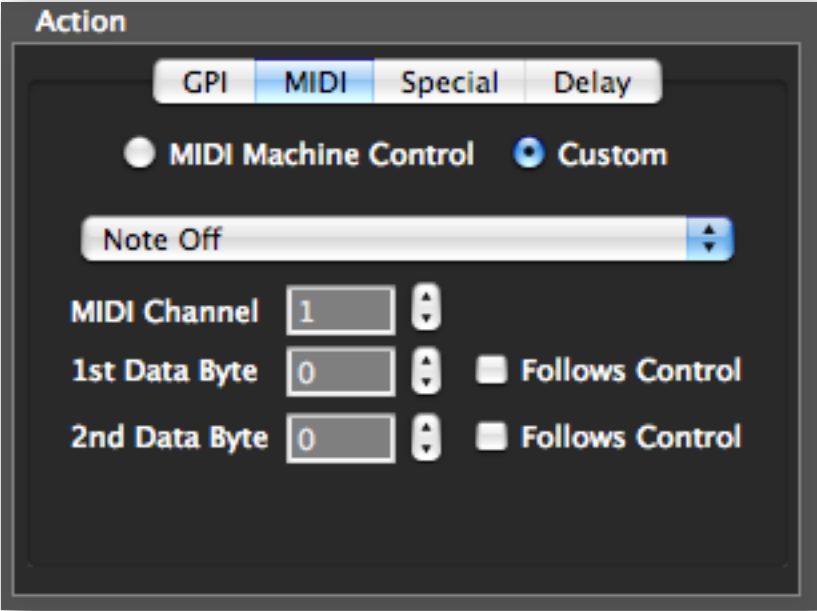 Action
GPI MIDI Special Delay
MIDI Machine Control Custom
Note Off
MIDI Channel 1
1st Data Byte 0 Follows Control
2nd Data Byte 0 Follows Control